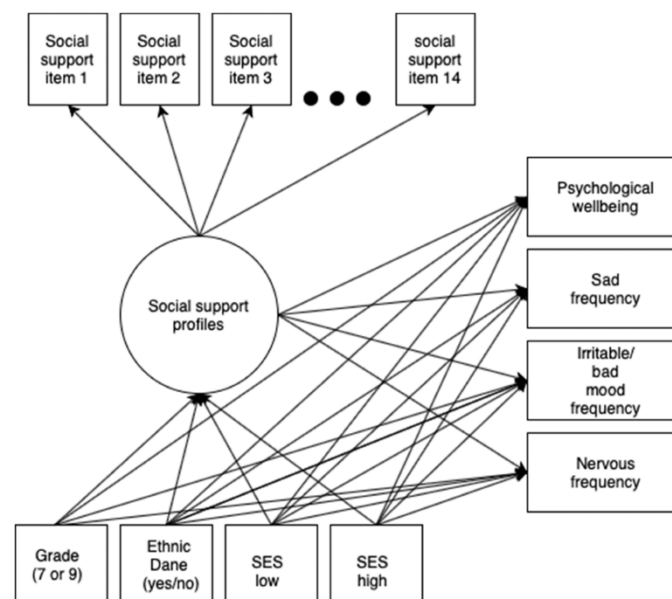 Social
support
item 1
Social
support
item 2
Social
support
item 3
social
support
item 14
Psychological
wellbeing
Sad
frequency
Social support
profiles
Irritable/
bad
mood
frequency
Nervous
frequency
Grade
(7 or 9)
Ethnic
Dane
(yes/no)
SES
low
SES
high